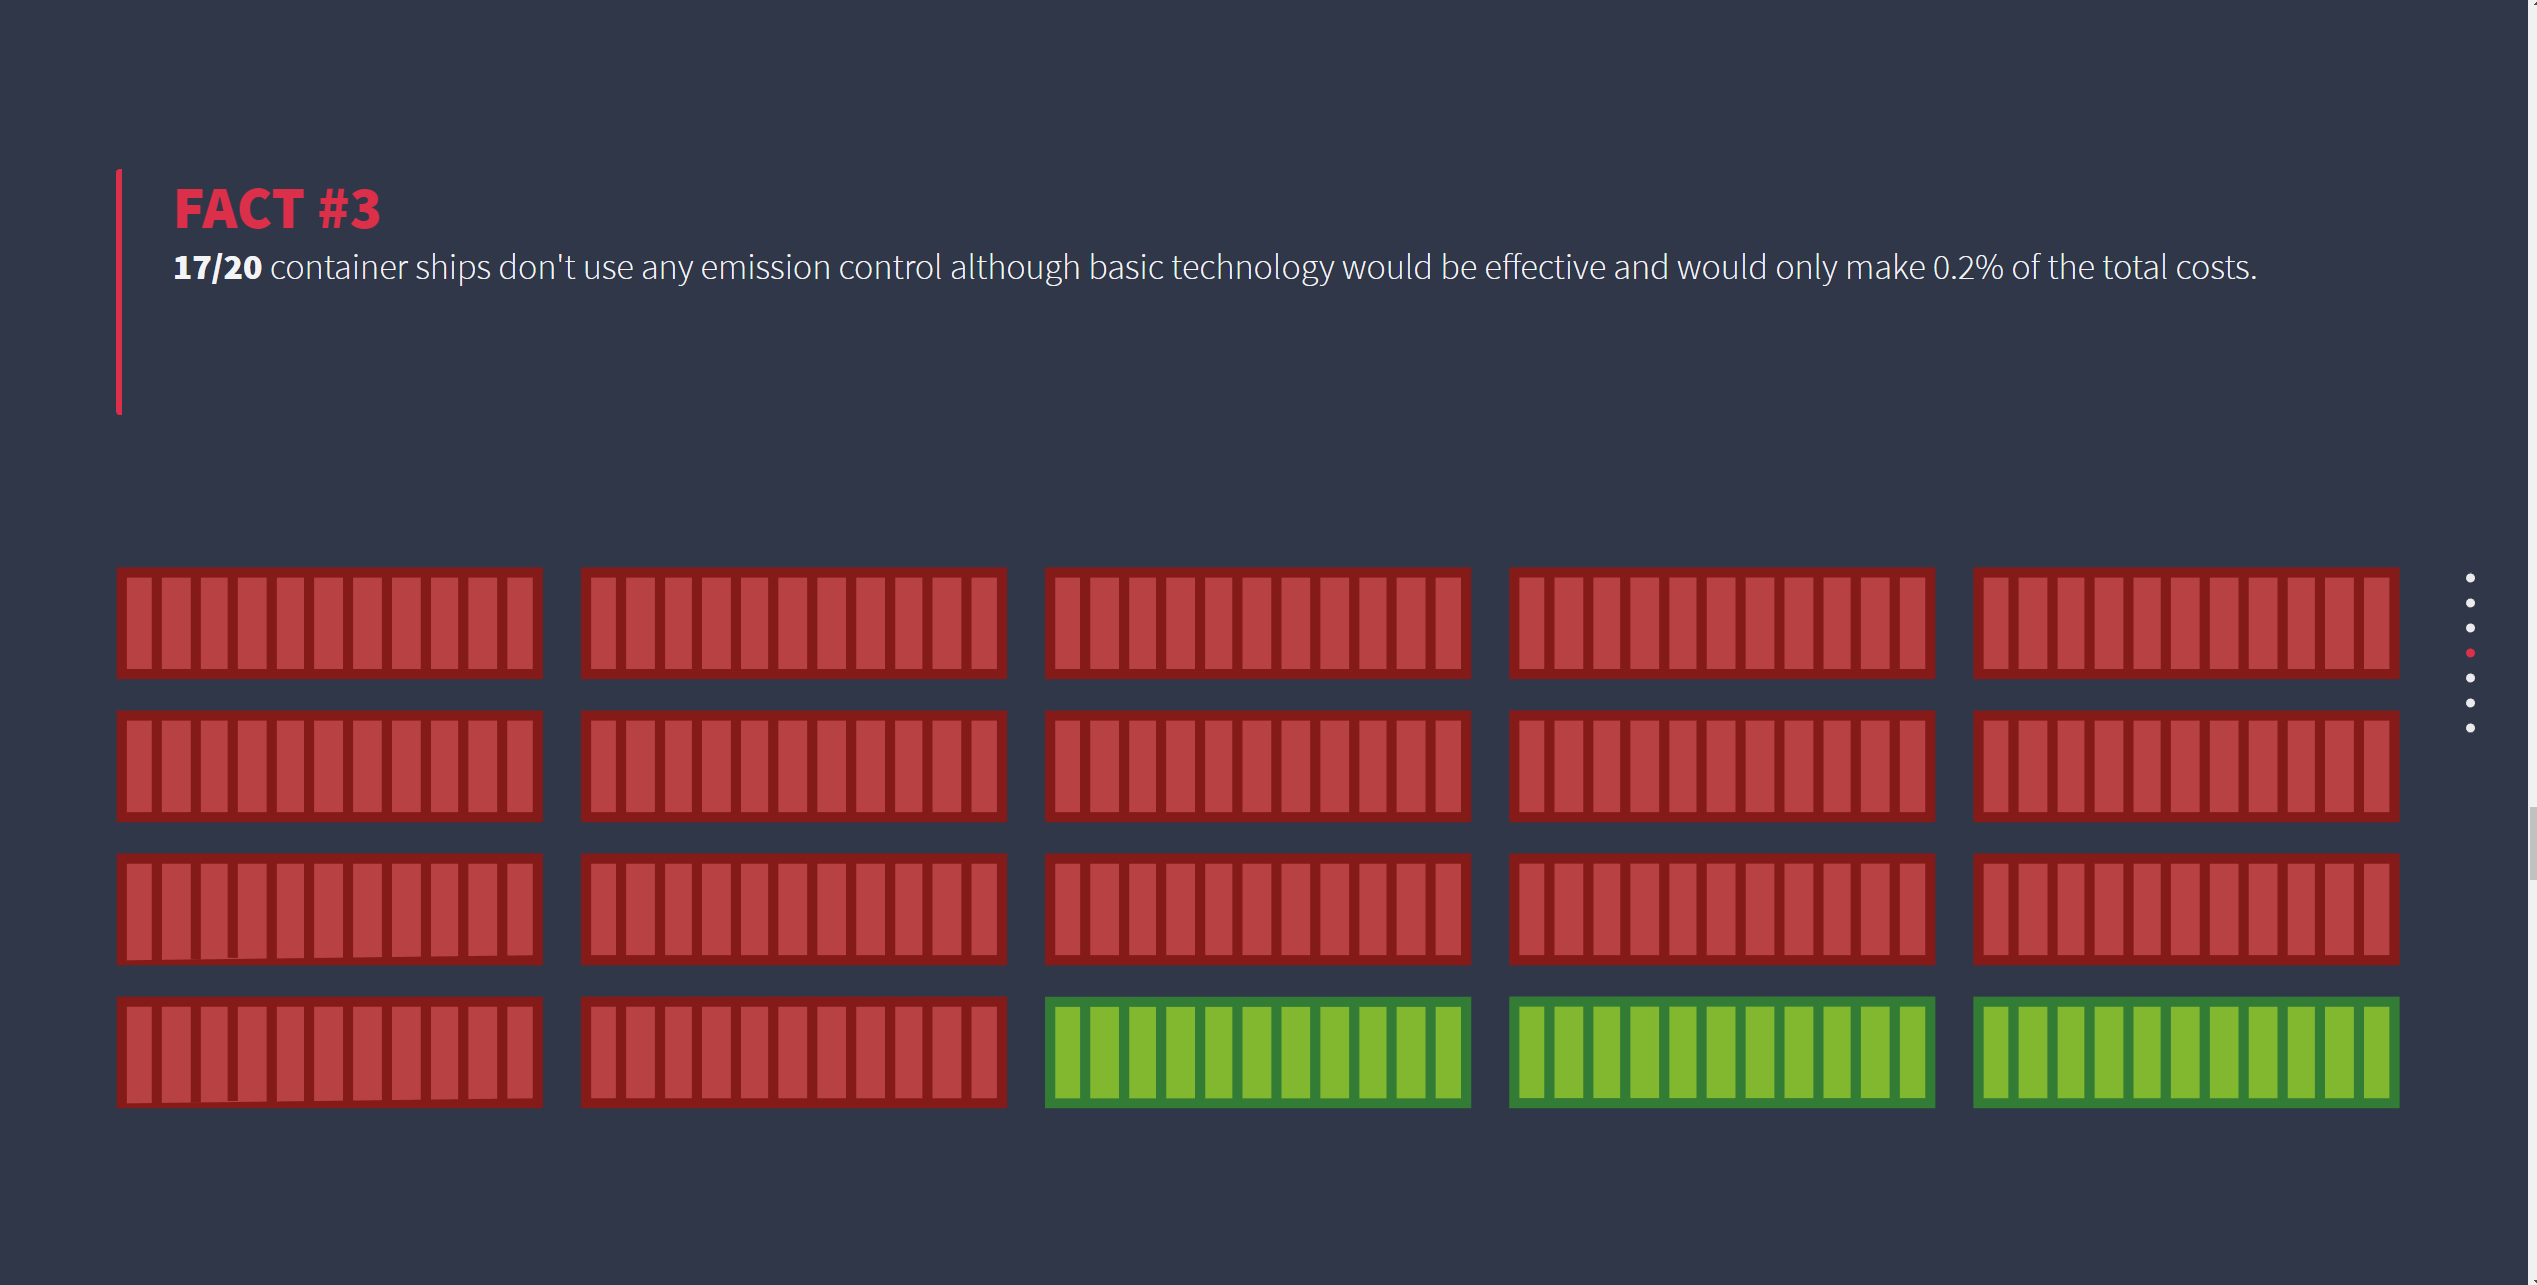 FACT #3
17/20 container ships don't use any emission control although basic technology would be effective and would only make 0.2% of the total costs.